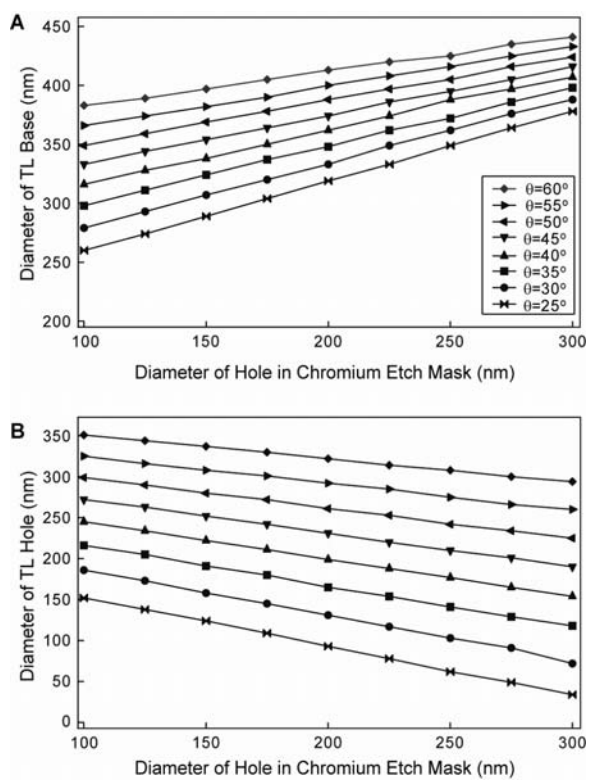 A
450
400
350
300
250
200
Diameter of TL Base (nm)
θ=60°
θ=55°
θ=50°
θ=45°
θ=40°
θ=35°
θ=30°
θ=25°
100 150 200 250 300
Diameter of Hole in Chromium Etch Mask (nm)
B
350
300
250
200
150
100
50
0
Diameter of TL Hole (nm)
100 150 200 250 300
Diameter of Hole in Chromium Etch Mask (nm)